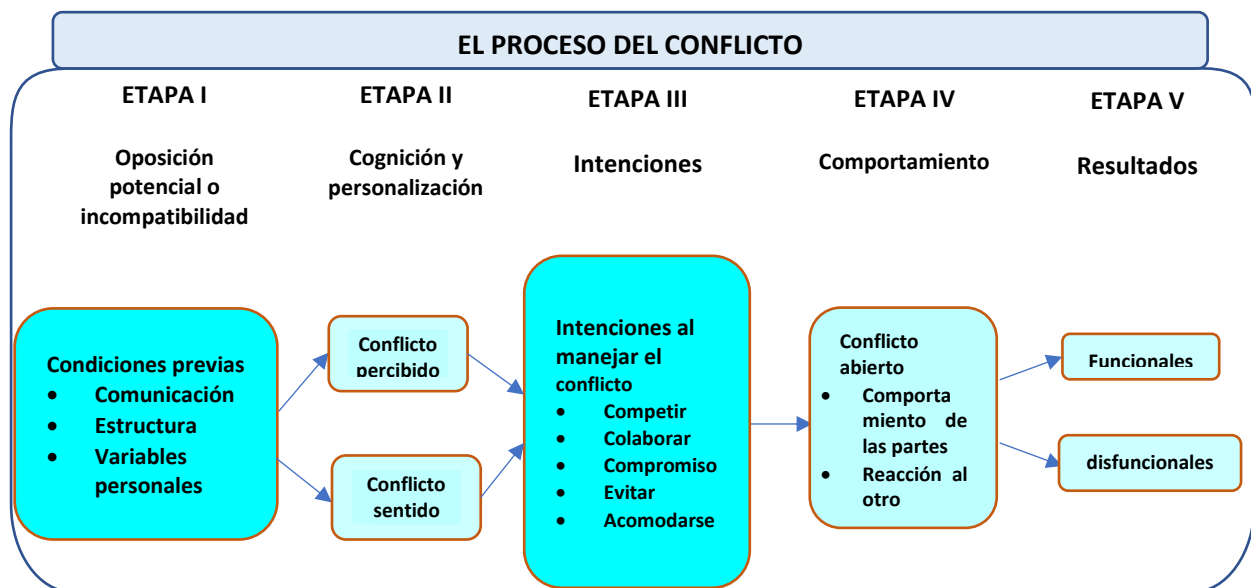 EL PROCESO DEL CONFLICTO
ETAPA I
Oposición
potencial o
incompatibilidad
ETAPA II
Cognición y
personalización
ETAPA III
Intenciones
ETAPA IV
Comportamiento
ETAPA V
Resultados
Condiciones previas
• Comunicación
• Estructura
• Variables
personales
Conflicto
percibido
Conflicto
sentido
Intenciones al
manejar el
conflicto
• Competir
• Colaborar
• Compromiso
• Evitar
• Acomodarse
Conflicto
abierto
• Comporta
miento de
las partes
• Reacción al
otro
Funcionales
disfuncionales